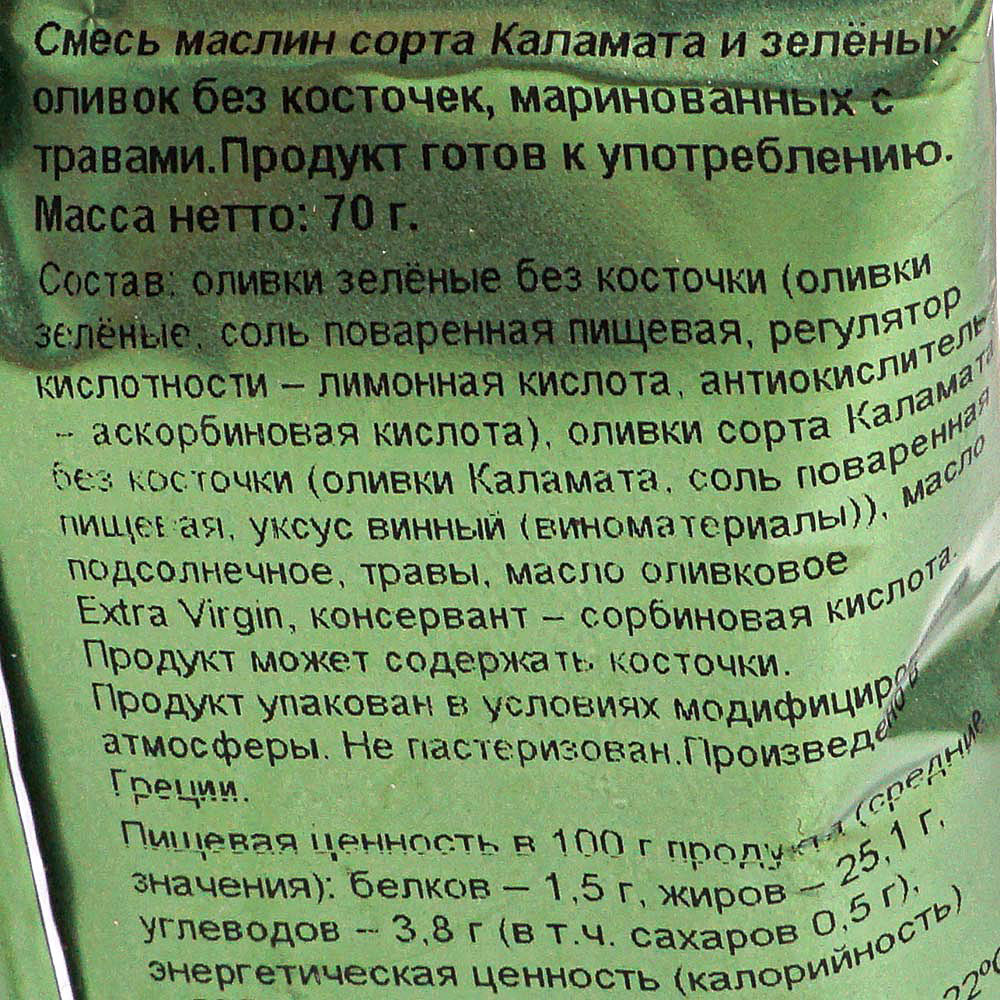 Смесь маслин сорта Каламата и зелёных
оливок без косточек, маринованных с
травами.Продукт готов к употреблению.
Масса нетто: 70 г.
Состав: оливки зелёные без косточки (оливки
зелёные, соль поваренная пищевая, регулятор
кислотности – лимонная кислота, антиокислитель
- аскорбиновая кислота), оливки сорта Каламата
без косточки (оливки Каламата, соль поваренная
пищевая, уксус винный (виноматериалы)), масло
подсолнечное, травы, масло оливковое
Extra Virgin, консервант – сорбиновая кислота.
Продукт может содержать косточки.
Продукт упакован в условиях
атмосферы. Не пастеризован.Произведено
Греции.
Пищевая ценность в 100 г продукта (средние
значения): белков – 1,5 г, жиров – 25,1 г,
углеводов – 3,8 г (в т.ч. сахаров 0,5 г),
энергетическая ценность (калорийность)
22°C